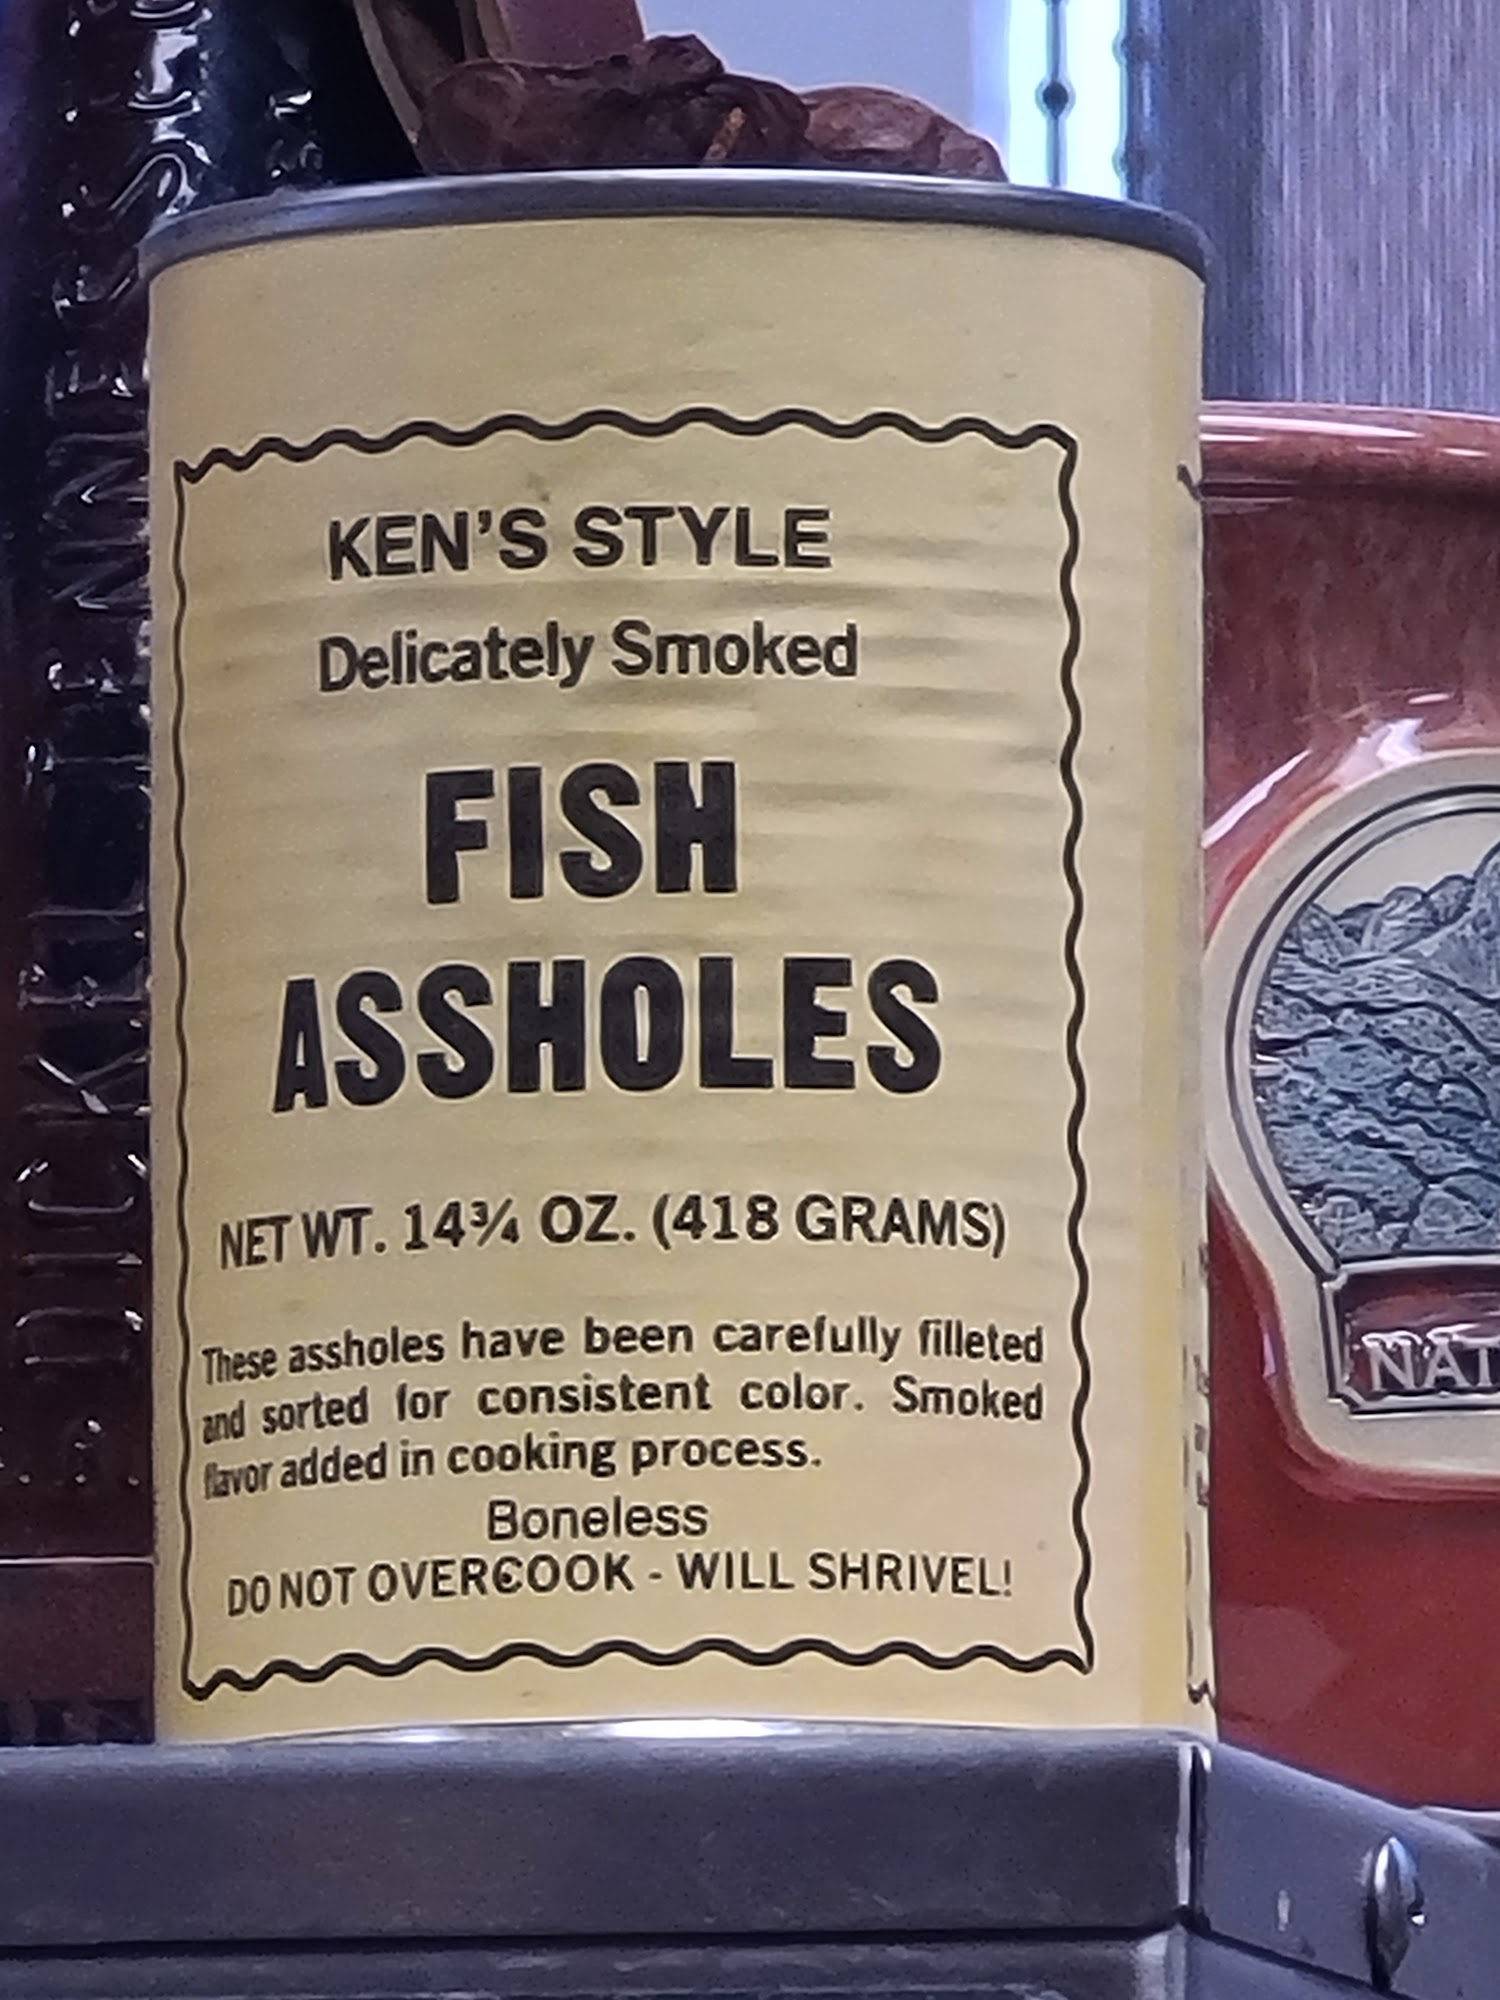 KEN'S STYLE
Delicately Smoked
FISH
ASSHOLES
NET WT. 14¾ OZ. (418 GRAMS)
These assholes have been carefully filleted
and sorted for consistent color. Smoked
flavor added in cooking process.
Boneless
DO NOT OVERCOOK - WILL SHRIVEL!
NAT